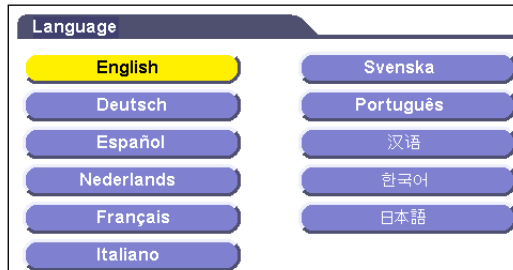 Language
English
Deutsch
Español
Nederlands
Français
Italiano
Svenska
Português
汉语
한국어
日本語